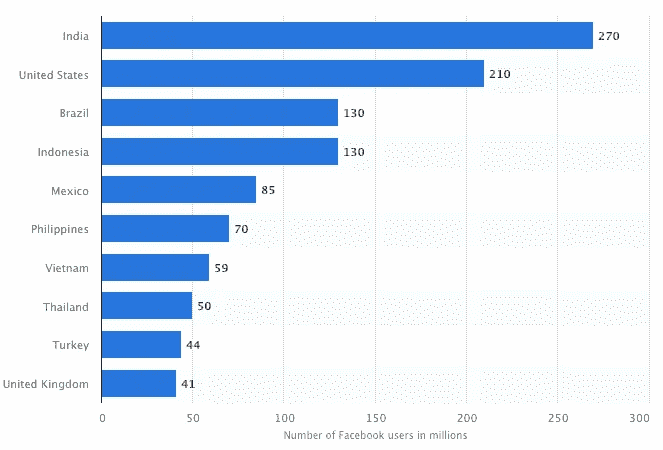 India 270
United States 210
Brazil 130
Indonesia 130
Mexico 85
Philippines 70
Vietnam 59
Thailand 50
Turkey 44
United Kingdom 41
0 50 100 150 200 250 300
Number of Facebook users in millions